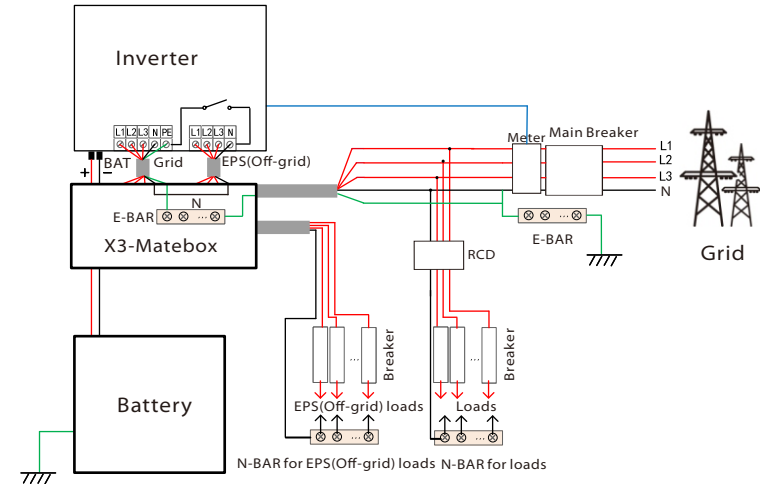 Inverter
L1 L2 L3 N PE
L1 L2 L3 N
BAT
Grid
EPS(Off-grid)
+
−
N
E-BAR
X3-Matebox
Meter
Main Breaker
L1
L2
L3
N
E-BAR
Grid
RCD
Breaker
Breaker
...
...
...
...
...
...
Battery
EPS(Off-grid) loads
Loads
N-BAR for EPS(Off-grid) loads
N-BAR for loads